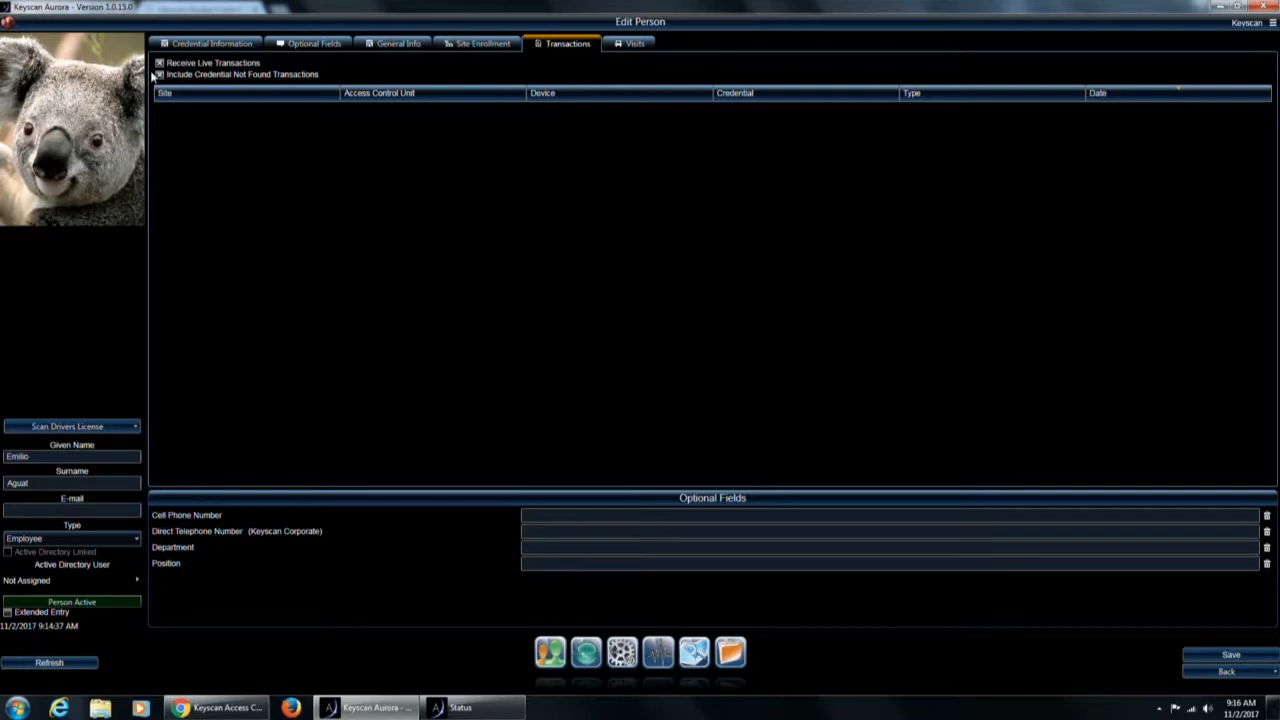 Keyscan Aurora - Version 1.0.15.0
Edit Person
Keyscan
Credential Information
Optional Fields
General Info
Site Enrollment
Transactions
Visits
Receive Live Transactions
Include Credential Not Found Transactions
Site
Access Control Unit
Device
Credential
Type
Date
Scan Drivers License
Given Name
Emilio
Surname
Aguat
E-mail
Type
Employee
Active Directory Linked
Active Directory User
Not Assigned
Person Active
Extended Entry
11/2/2017 9:14:37 AM
Refresh
Optional Fields
Cell Phone Number
Direct Telephone Number (Keyscan Corporate)
Department
Position
Save
Back
Keyscan Access C...
Keyscan Aurora - ...
Status
9:16 AM
11/2/2017